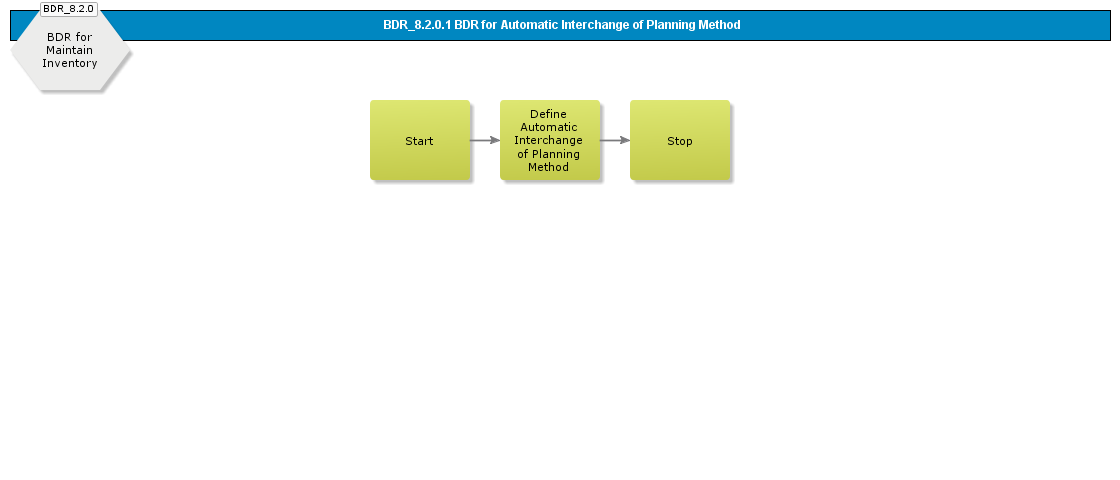 BDR_8.2.0
BDR_8.2.0.1 BDR for Automatic Interchange of Planning Method
BDR for
Maintain
Inventory
Start
Define
Automatic
Interchange
of Planning
Method
Stop